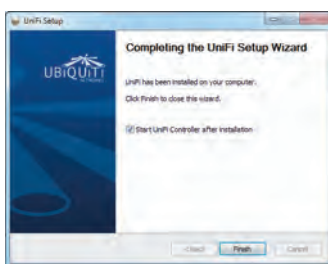 UniFi Setup
Completing the UniFi Setup Wizard
UBIQUITI
NETWORKS
UniFi has been installed on your computer.
Click Finish to close this wizard.
Start UniFi Controller after installation
< Back
Finish
Cancel